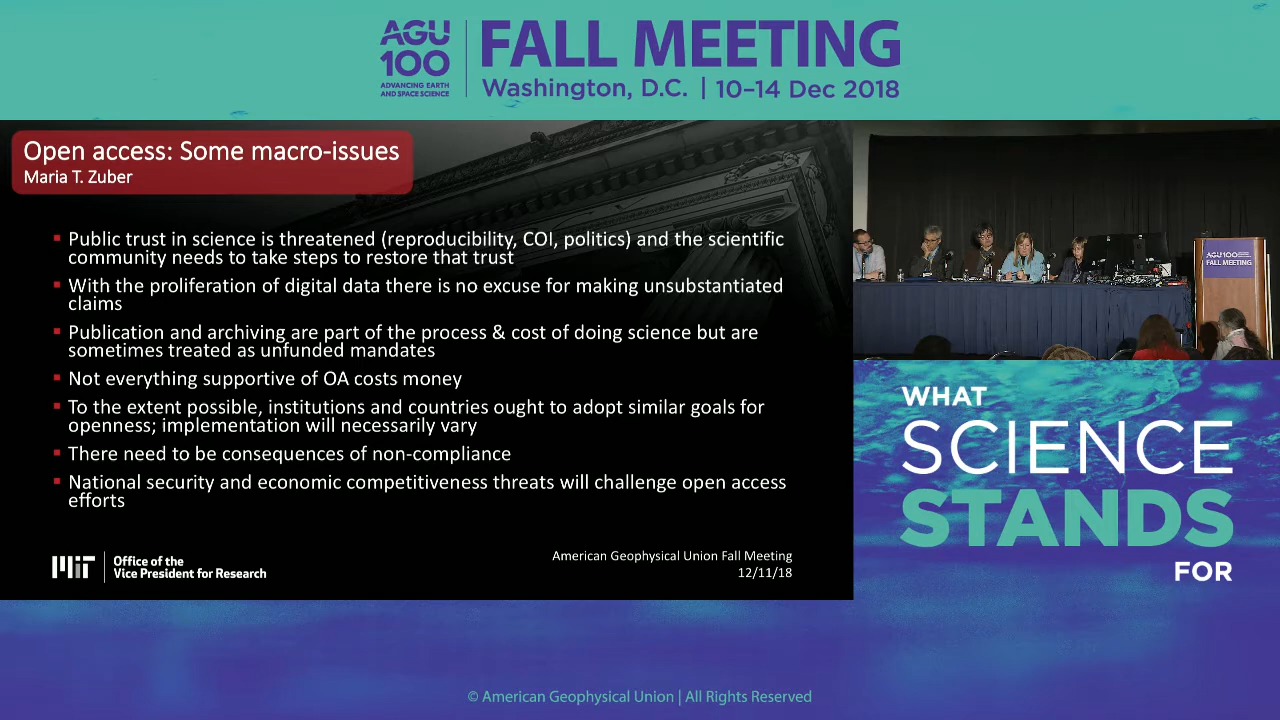 AGU
100
ADVANCING EARTH
AND SPACE SCIENCE
FALL MEETING
Washington, D.C. | 10–14 Dec 2018
Open access: Some macro-issues
Maria T. Zuber
Public trust in science is threatened (reproducibility, COI, politics) and the scientific
community needs to take steps to restore that trust
With the proliferation of digital data there is no excuse for making unsubstantiated
claims
Publication and archiving are part of the process & cost of doing science but are
sometimes treated as unfunded mandates
Not everything supportive of OA costs money
To the extent possible, institutions and countries ought to adopt similar goals for
openness; implementation will necessarily vary
There need to be consequences of non-compliance
National security and economic competitiveness threats will challenge open access
efforts
MIT
Office of the
Vice President for Research
American Geophysical Union Fall Meeting
12/11/18
AGU100
FALL MEETING
WHAT
SCIENCE
STANDS
FOR
© American Geophysical Union | All Rights Reserved